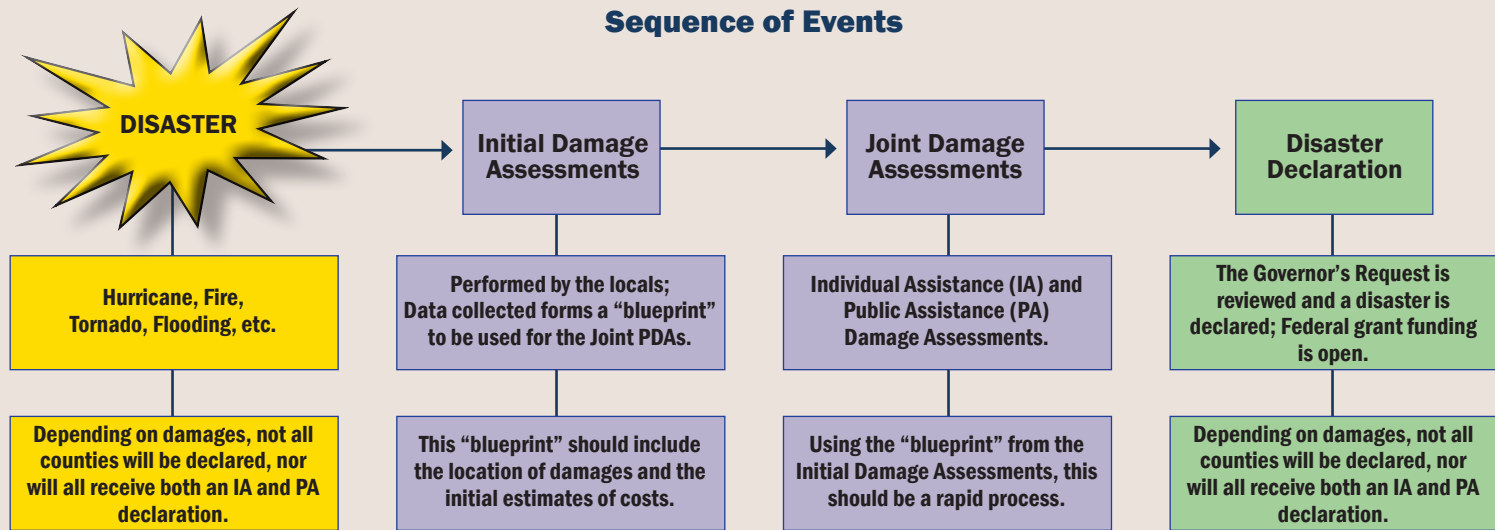 Sequence of Events
DISASTER
Hurricane, Fire,
Tornado, Flooding, etc.
Depending on damages, not all
counties will be declared, nor
will all receive both an IA and PA
declaration.
Initial Damage
Assessments
Performed by the locals;
Data collected forms a “blueprint”
to be used for the Joint PDAs.
This “blueprint” should include
the location of damages and the
initial estimates of costs.
Joint Damage
Assessments
Individual Assistance (IA) and
Public Assistance (PA)
Damage Assessments.
Using the “blueprint” from the
Initial Damage Assessments, this
should be a rapid process.
Disaster
Declaration
The Governor’s Request is
reviewed and a disaster is
declared; Federal grant funding
is open.
Depending on damages, not all
counties will be declared, nor
will all receive both an IA and PA
declaration.